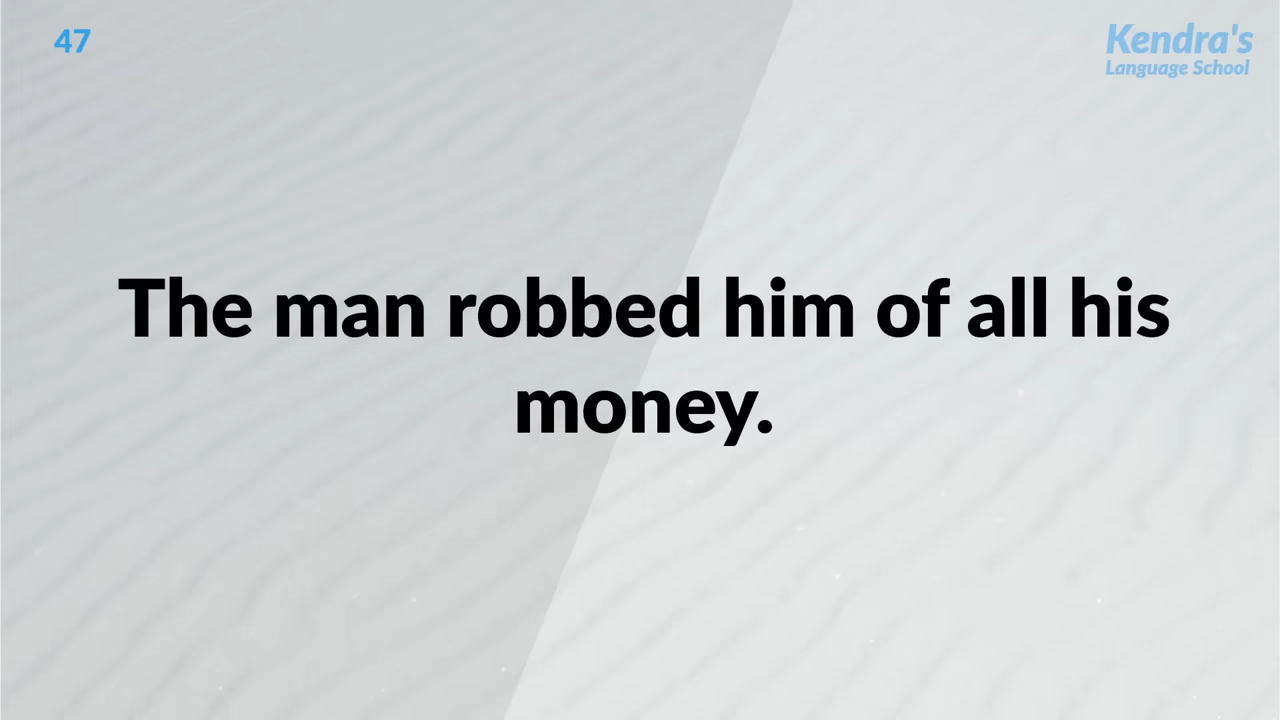 47
Kendra's
Language School
The man robbed him of all his
money.